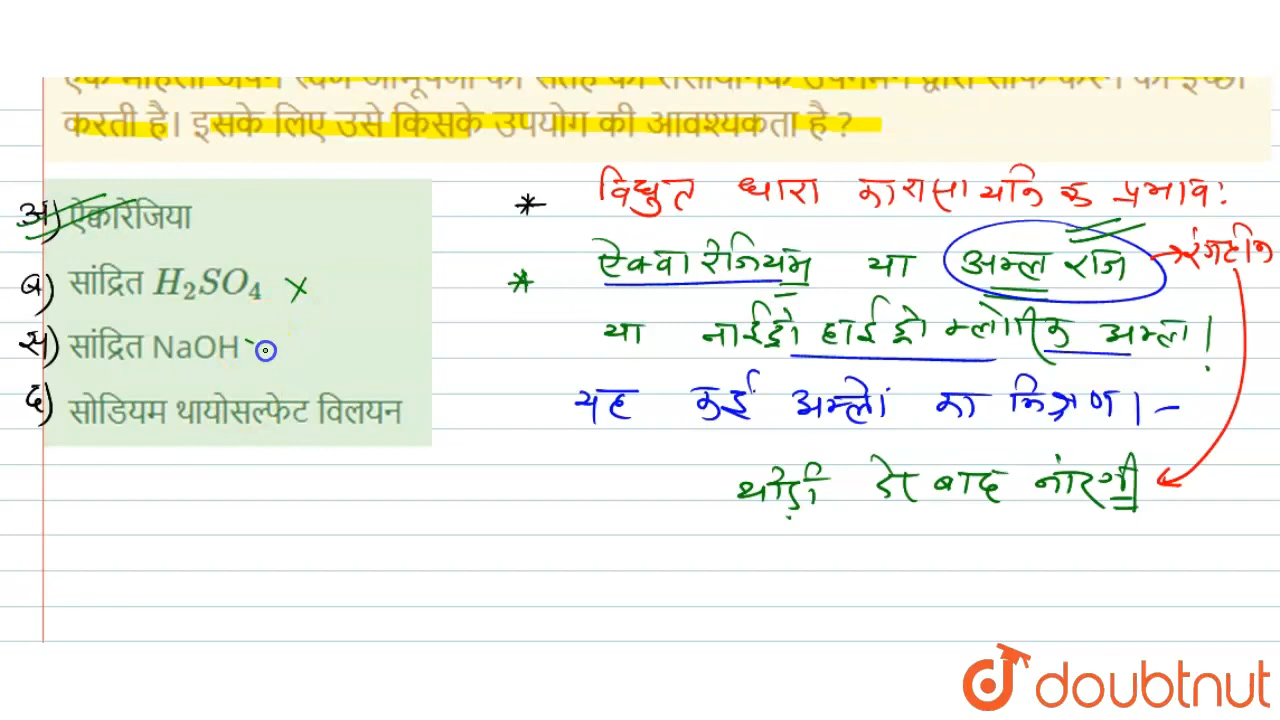 करती है। इसके लिए उसे किसके उपयोग की आवश्यकता है ?
अ) ऐक्वारेजिया
ब) सांद्रित H₂SO₄ ×
स) सांद्रित NaOH
द) सोडियम थायोसल्फेट विलयन
* विद्युत धारा का रासायनिक प्रभाव:
* ऐक्वारेजियम या अम्ल राज → रंगहीन
या नाईट्रो हाईड्रो क्लोरीक अम्ल।
यह कई अम्लों का मिश्रण। -
थोड़ी देर बाद नारंगी
doubtnut